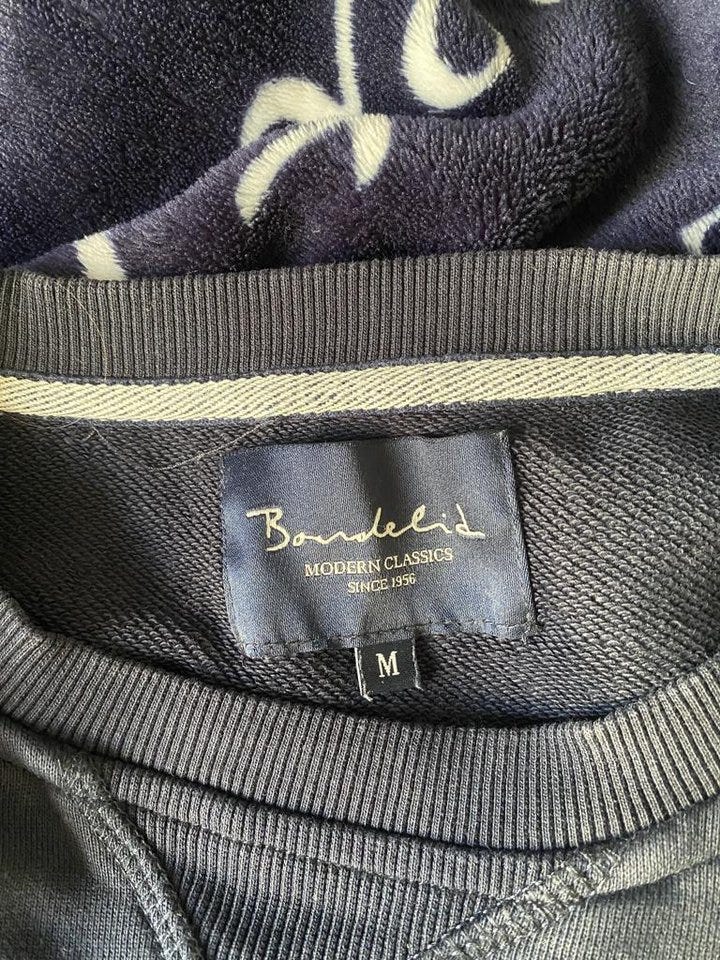 Bondelid
MODERN CLASSICS
SINCE 1956
M